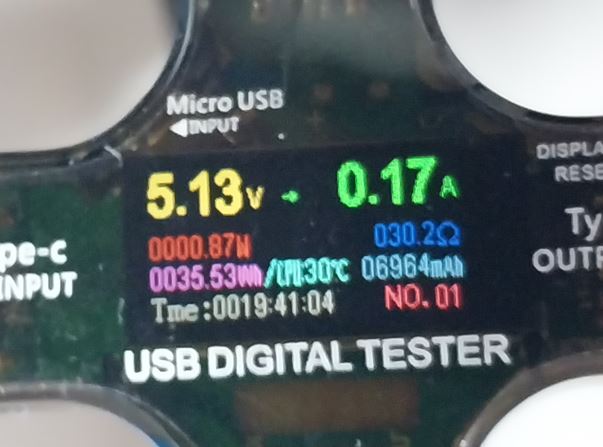 Micro USB
◀INPUT
DISPLA
RESE
5.13V → 0.17A
pe-c
INPUT
Ty
OUTP
0000.87W 030.2Ω
0035.53Wh/CPU:30℃ 06964mAh
Tme:0019:41:04 NO.01
USB DIGITAL TESTER